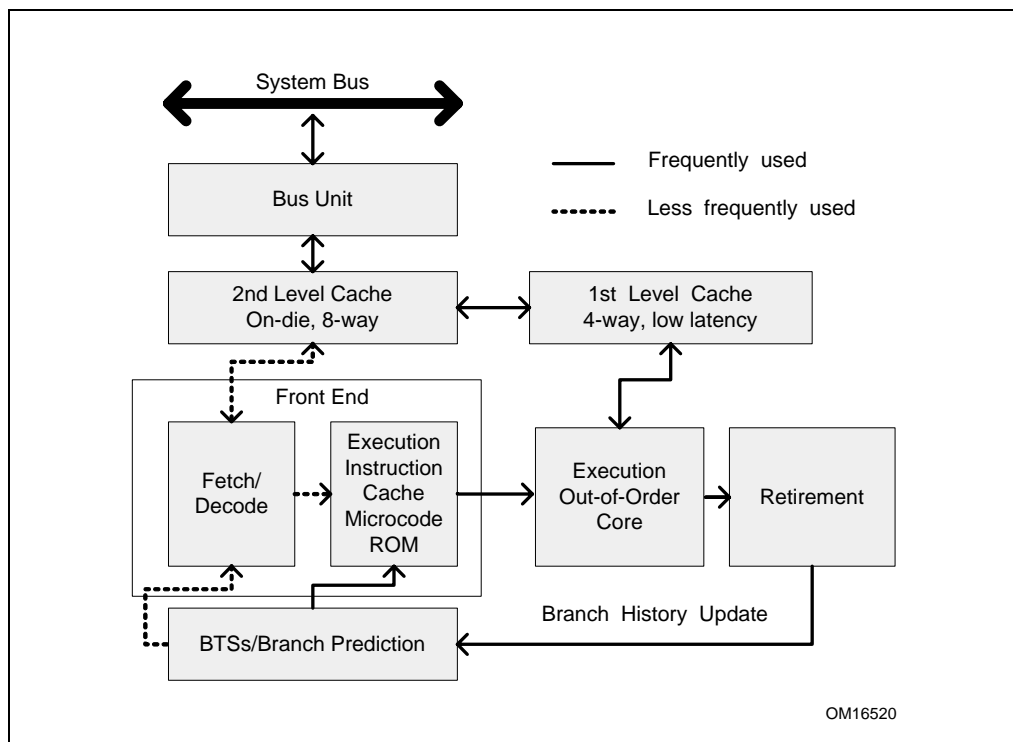 System Bus
Frequently used
Bus Unit
Less frequently used
2nd Level Cache
On-die, 8-way
1st Level Cache
4-way, low latency
Front End
Fetch/
Decode
Execution
Instruction
Cache
Microcode
ROM
Execution
Out-of-Order
Core
Retirement
Branch History Update
BTSs/Branch Prediction
OM16520